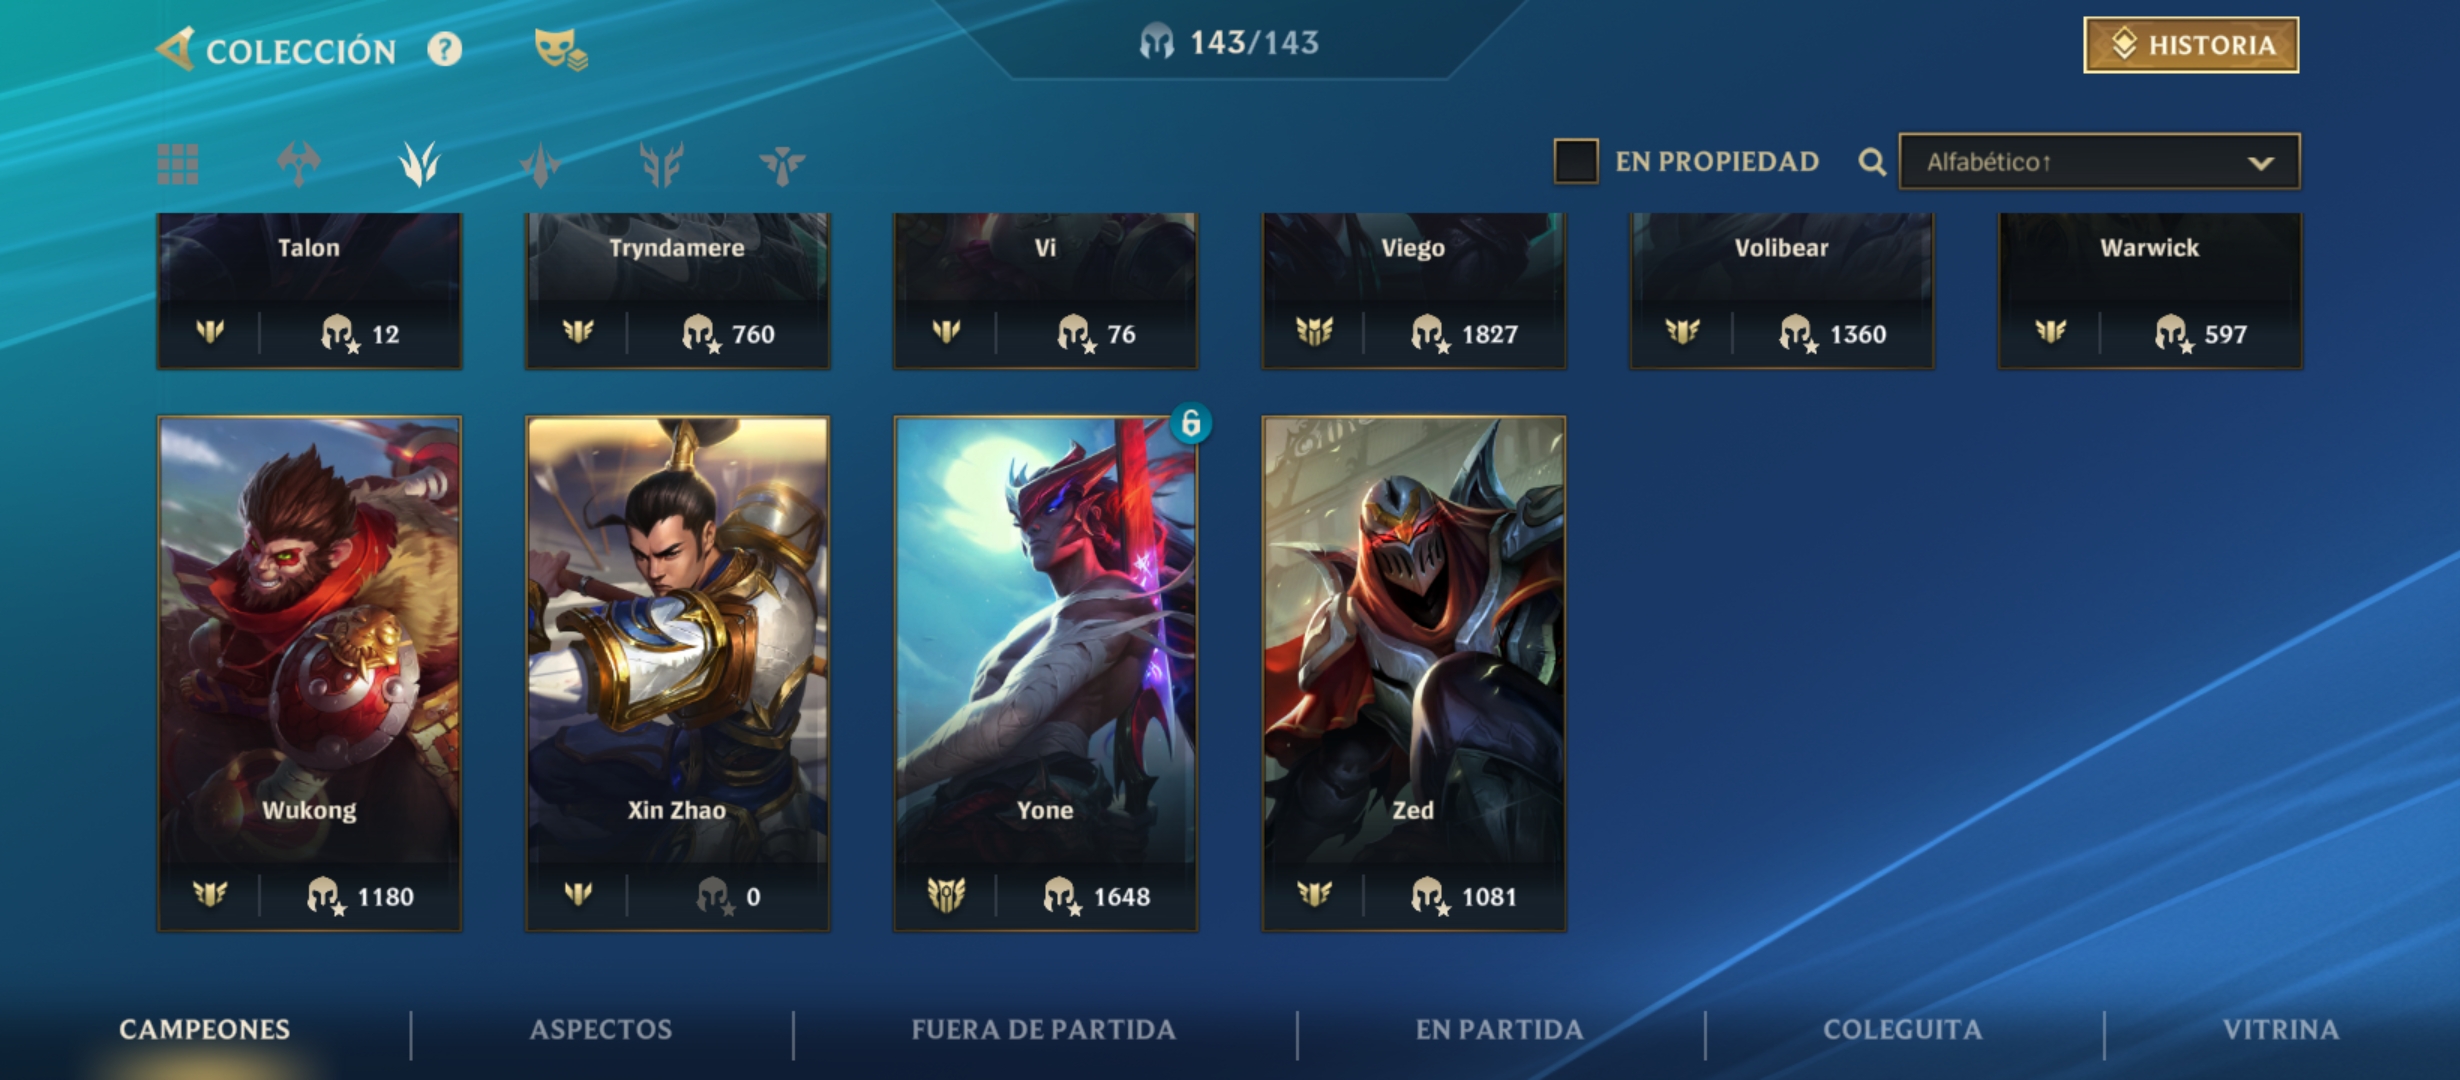 COLECCIÓN ?
143/143
HISTORIA
EN PROPIEDAD
Alfabético↑
Talon
Tryndamere
Vi
Viego
Volibear
Warwick
12
760
76
1827
1360
597
Wukong
Xin Zhao
Yone
Zed
1180
0
1648
1081
CAMPEONES
ASPECTOS
FUERA DE PARTIDA
EN PARTIDA
COLEGUITA
VITRINA